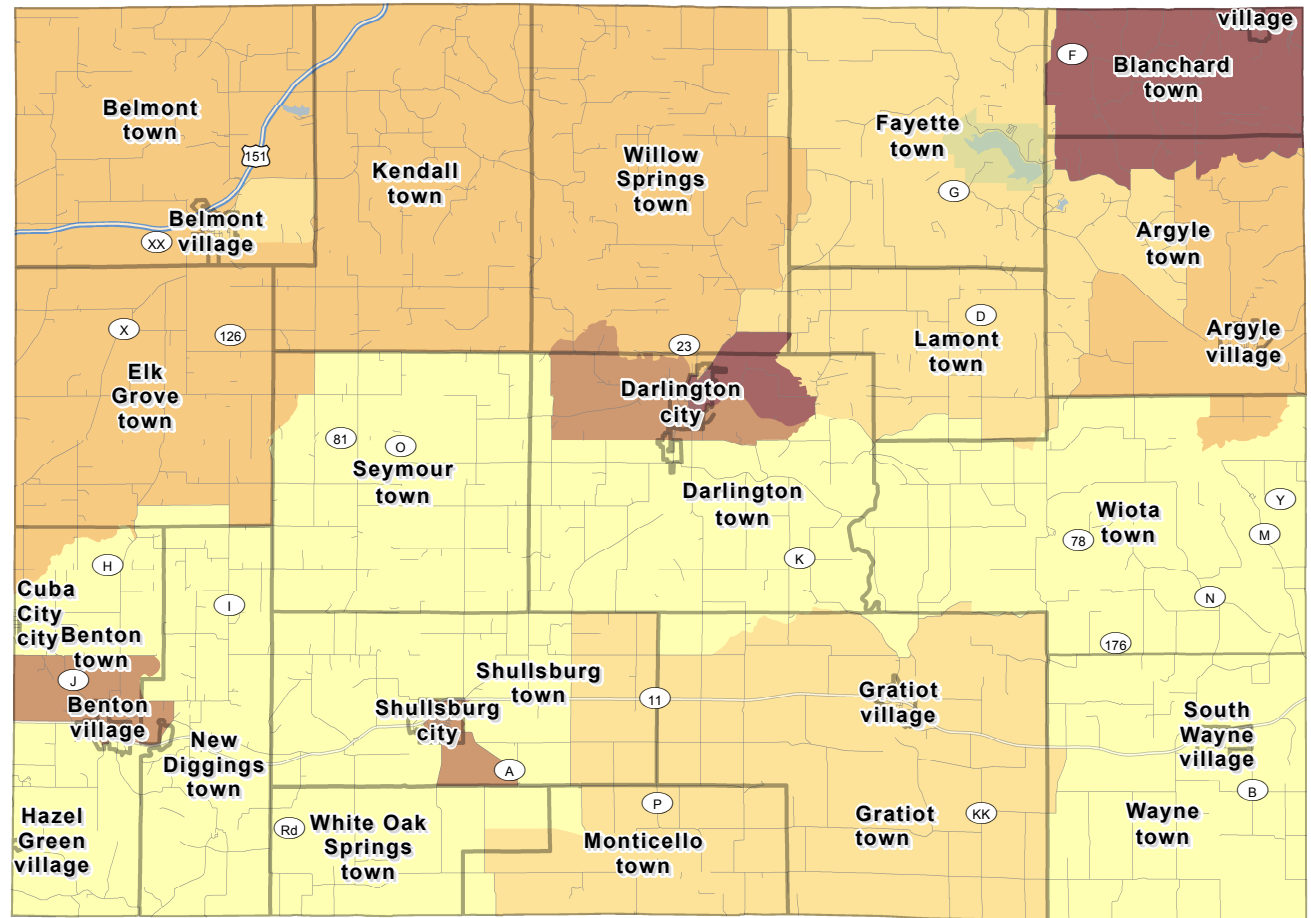 village
F
Blanchard
town
Belmont
town
151
Kendall
town
Willow
Springs
town
Fayette
town
G
Belmont
village
XX
Argyle
town
X
126
23
D
Lamont
town
Argyle
village
Elk
Grove
town
Darlington
city
81
O
Seymour
town
Darlington
town
K
Wiota
town
78
Y
M
N
176
H
I
Cuba
City
city
Benton
town
J
Benton
village
New
Diggings
town
Shullsburg
town
Shullsburg
city
11
A
Gratiot
village
South
Wayne
village
B
Hazel
Green
village
Rd
White Oak
Springs
town
P
Monticello
town
Gratiot
town
KK
Wayne
town